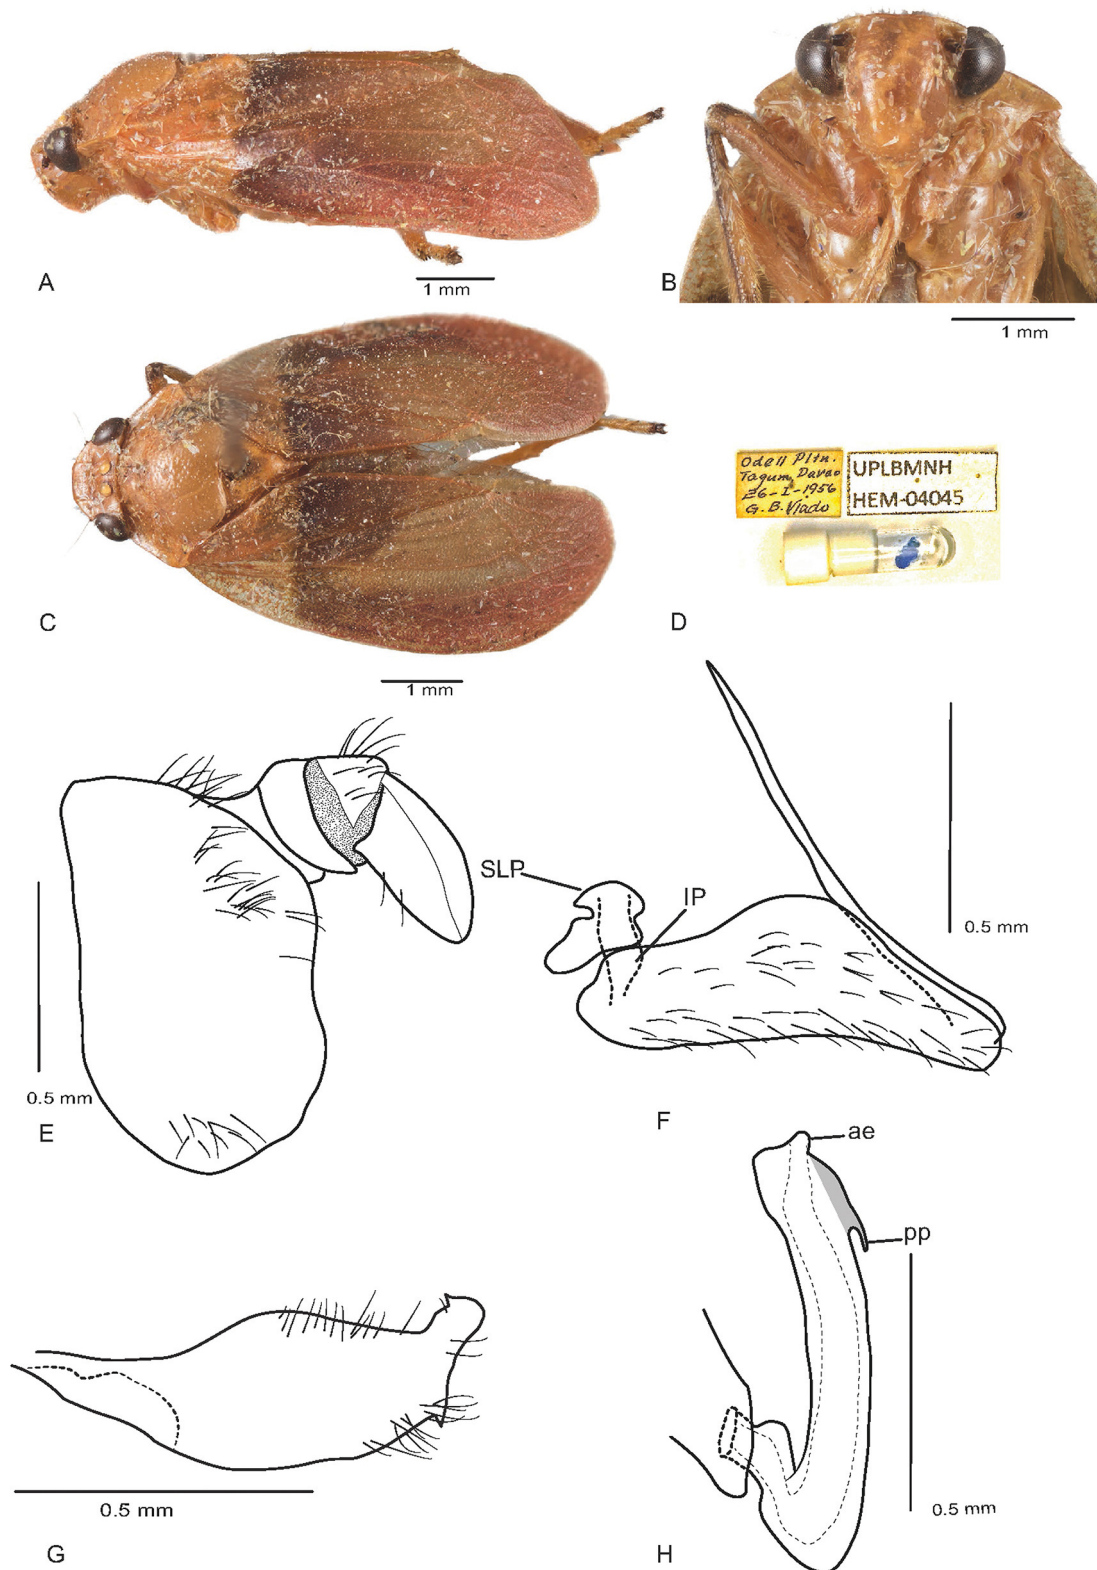 A
1 mm
B
1 mm
C
1 mm
Odell Pltn.
Tagum, Davao
26-I-1956
G. B. Viado
UPLBMNH
HEM-04045
D
0.5 mm
E
SLP
IP
0.5 mm
F
0.5 mm
G
ae
pp
0.5 mm
H